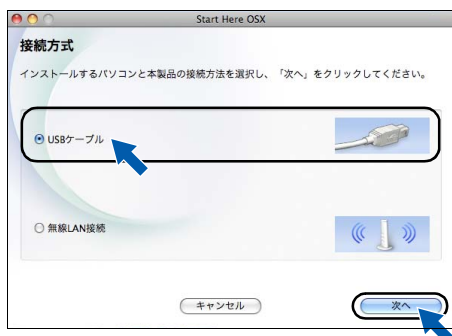 Start Here OSX
接続方式
インストールするパソコンと本製品の接続方法を選択し、「次へ」をクリックしてください。
USBケーブル
無線LAN接続
キャンセル
次へ